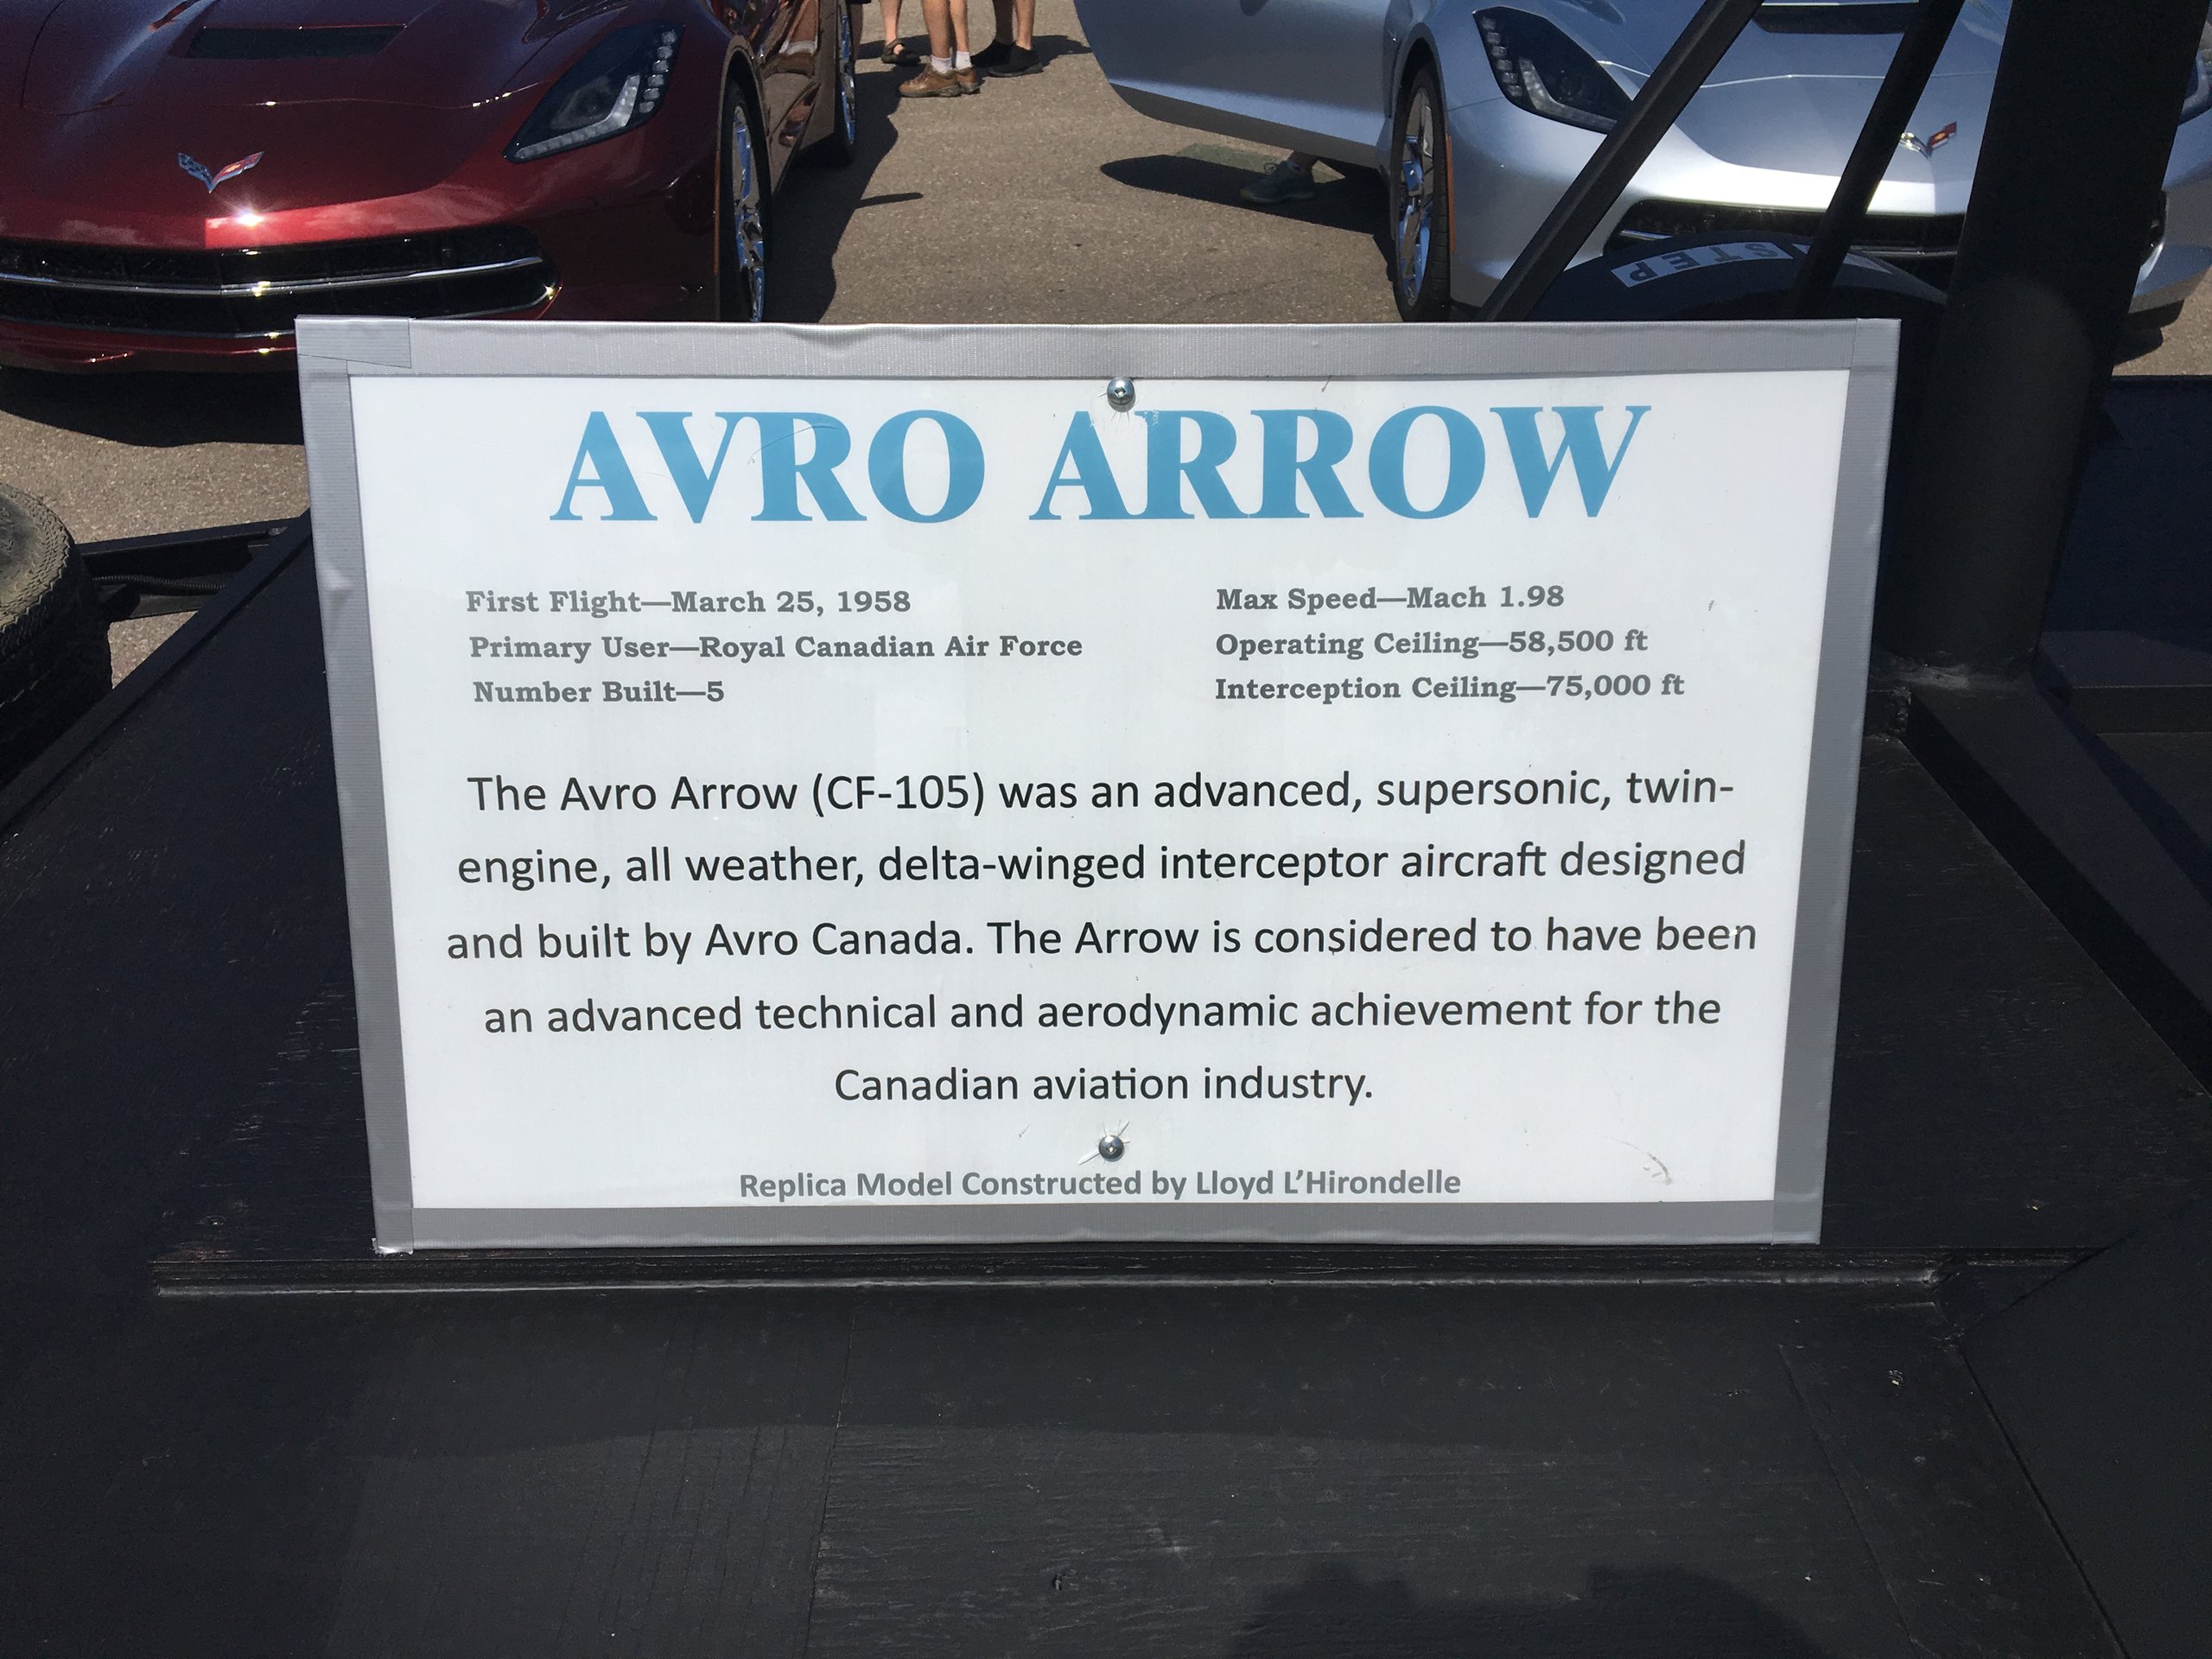 STEP
AVRO ARROW
First Flight—March 25, 1958
Primary User—Royal Canadian Air Force
Number Built—5
Max Speed—Mach 1.98
Operating Ceiling—58,500 ft
Interception Ceiling—75,000 ft
The Avro Arrow (CF-105) was an advanced, supersonic, twin-
engine, all weather, delta-winged interceptor aircraft designed
and built by Avro Canada. The Arrow is considered to have been
an advanced technical and aerodynamic achievement for the
Canadian aviation industry.
Replica Model Constructed by Lloyd L’Hirondelle